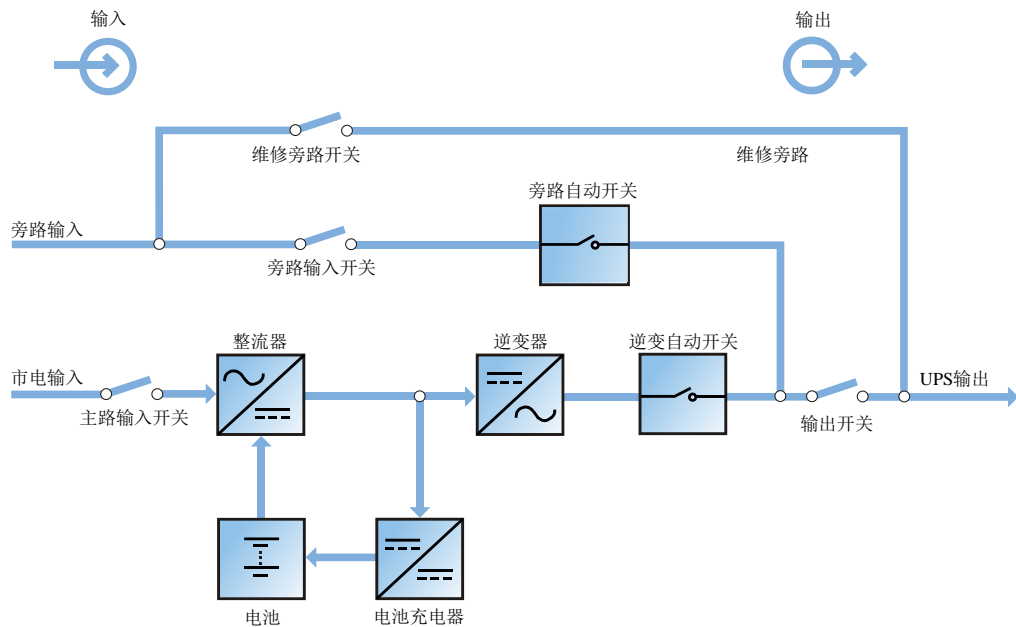 输入
输出
维修旁路开关
维修旁路
旁路自动开关
旁路输入
旁路输入开关
整流器
逆变器
逆变自动开关
市电输入
UPS输出
主路输入开关
输出开关
电池
电池充电器